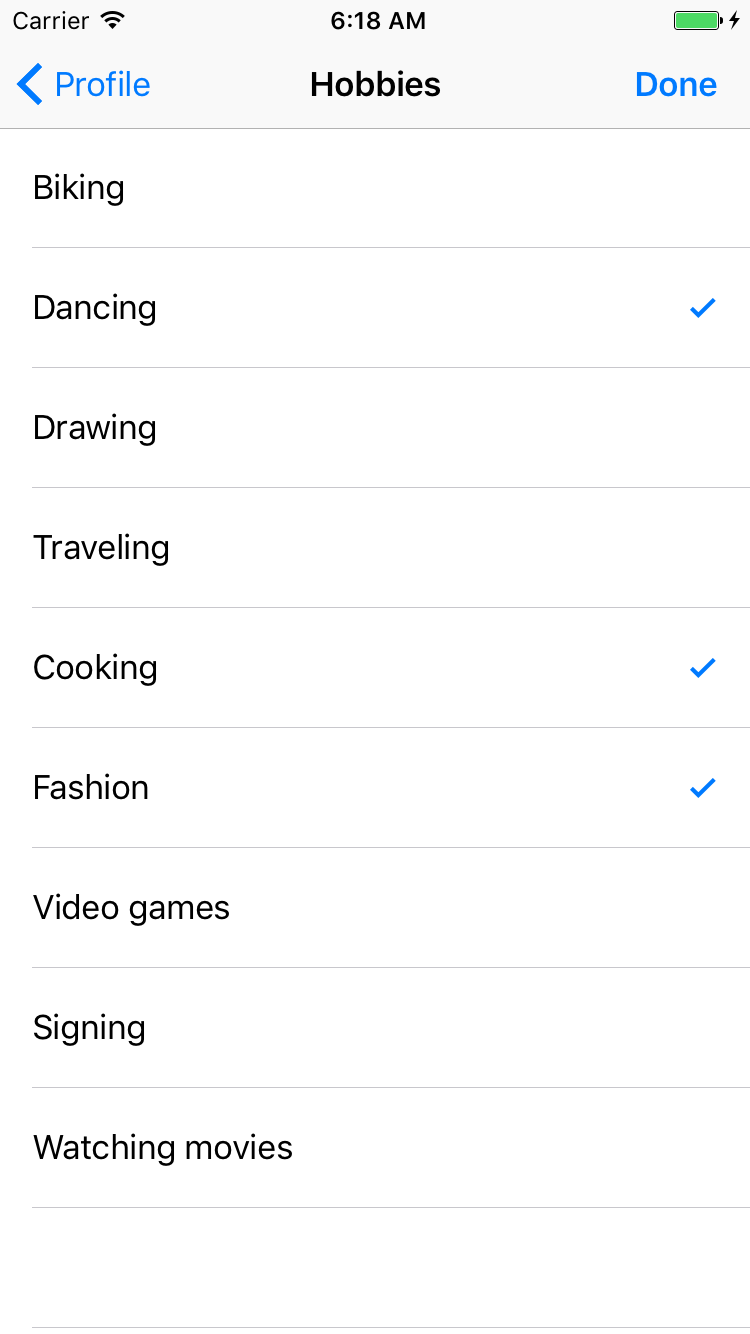 Carrier 6:18 AM
Profile Hobbies Done
Biking
Dancing
Drawing
Traveling
Cooking
Fashion
Video games
Signing
Watching movies